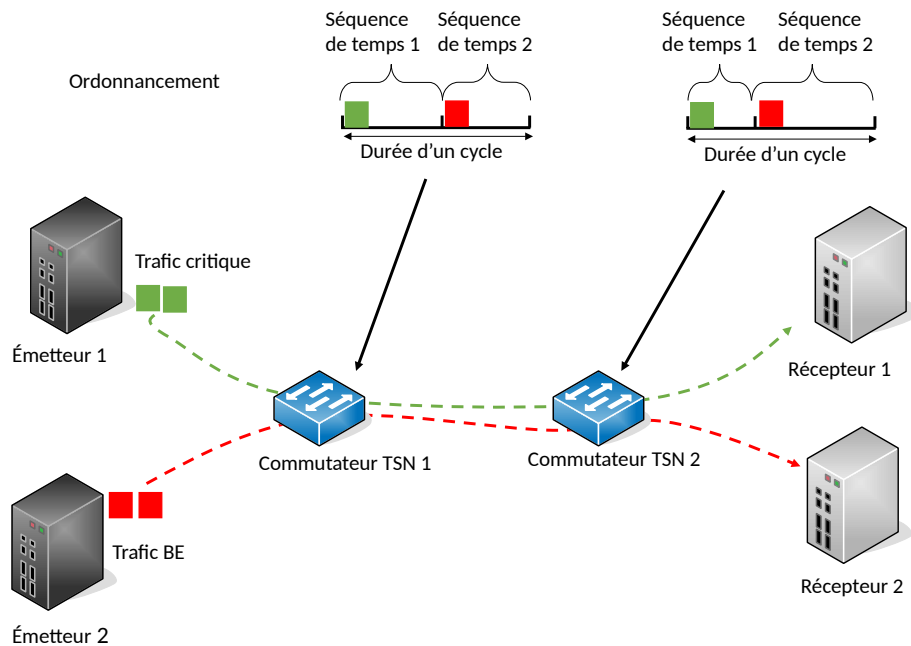 Séquence
de temps 1
Séquence
de temps 2
Séquence
de temps 1
Séquence
de temps 2
Ordonnancement
Durée d'un cycle
Durée d'un cycle
Trafic critique
Émetteur 1
Récepteur 1
Commutateur TSN 1
Commutateur TSN 2
Trafic BE
Récepteur 2
Émetteur 2